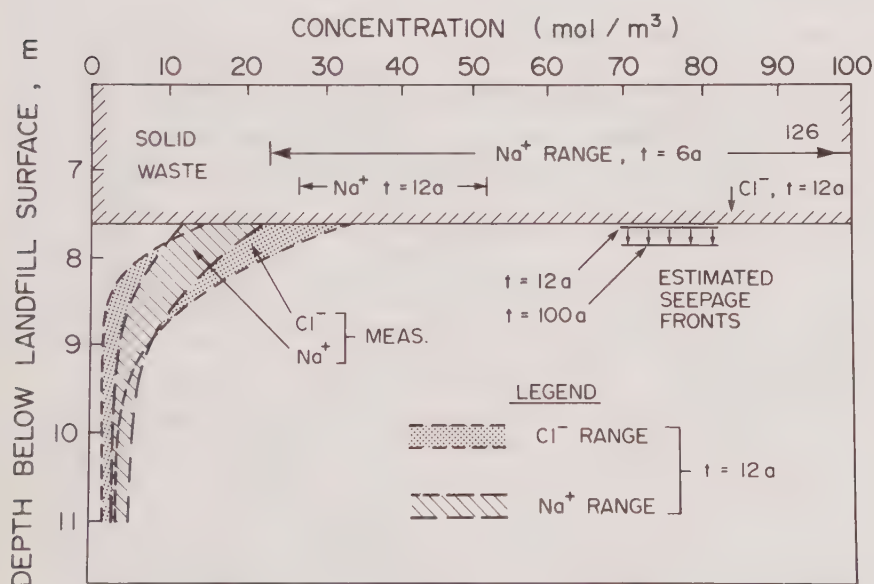 CONCENTRATION ( mol / m³ )
0 10 20 30 40 50 60 70 80 90 100
DEPTH BELOW LANDFILL SURFACE , m
SOLID
WASTE
126
Na⁺ RANGE , t = 6a
Na⁺ t = 12a
Cl⁻, t = 12a
7
8
9
10
11
t = 12a
t = 100a
ESTIMATED
SEEPAGE
FRONTS
Cl⁻
Na⁺
MEAS.
LEGEND
Cl⁻ RANGE
t = 12a
Na⁺ RANGE